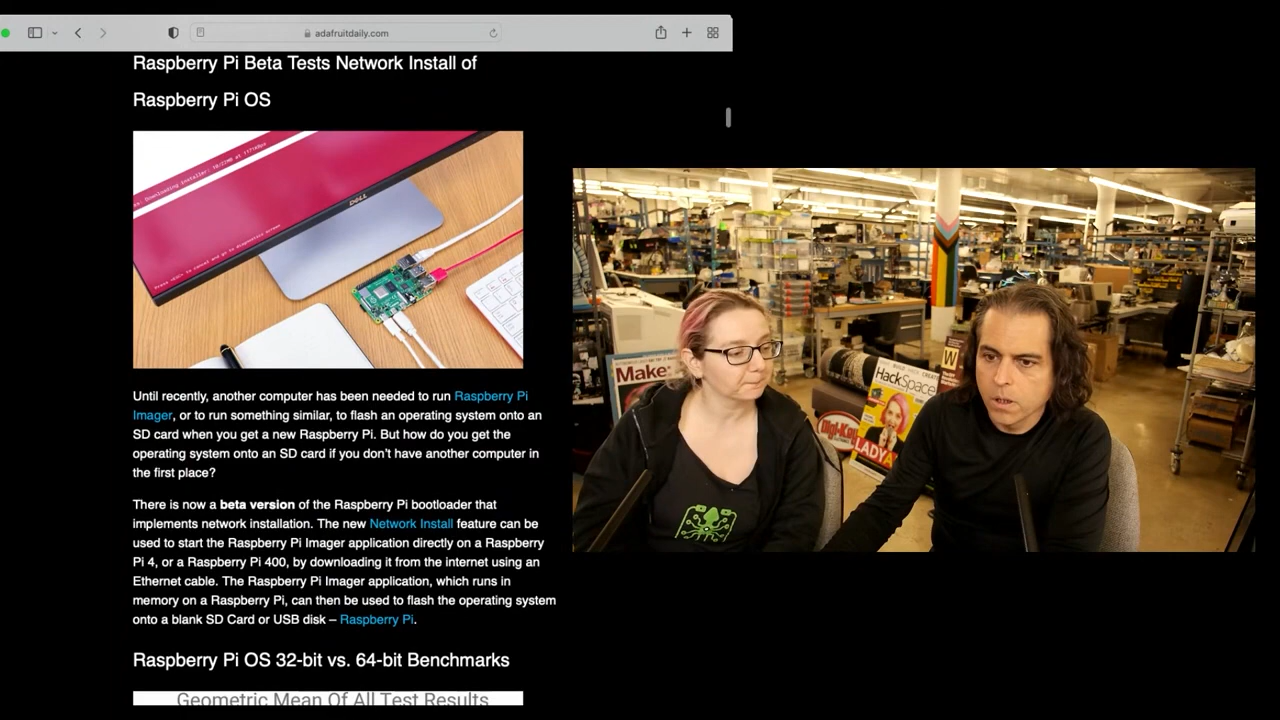 adafruitdaily.com
Raspberry Pi Beta Tests Network Install of
Raspberry Pi OS
DELL
Until recently, another computer has been needed to run Raspberry Pi
Imager, or to run something similar, to flash an operating system onto an
SD card when you get a new Raspberry Pi. But how do you get the
operating system onto an SD card if you don't have another computer in
the first place?
There is now a beta version of the Raspberry Pi bootloader that
implements network installation. The new Network Install feature can be
used to start the Raspberry Pi Imager application directly on a Raspberry
Pi 4, or a Raspberry Pi 400, by downloading it from the internet using an
Ethernet cable. The Raspberry Pi Imager application, which runs in
memory on a Raspberry Pi, can then be used to flash the operating system
onto a blank SD Card or USB disk – Raspberry Pi.
Raspberry Pi OS 32-bit vs. 64-bit Benchmarks
Geometric Mean Of All Test Results
Make:
HackSpace
Digi-Key
LADYA
W